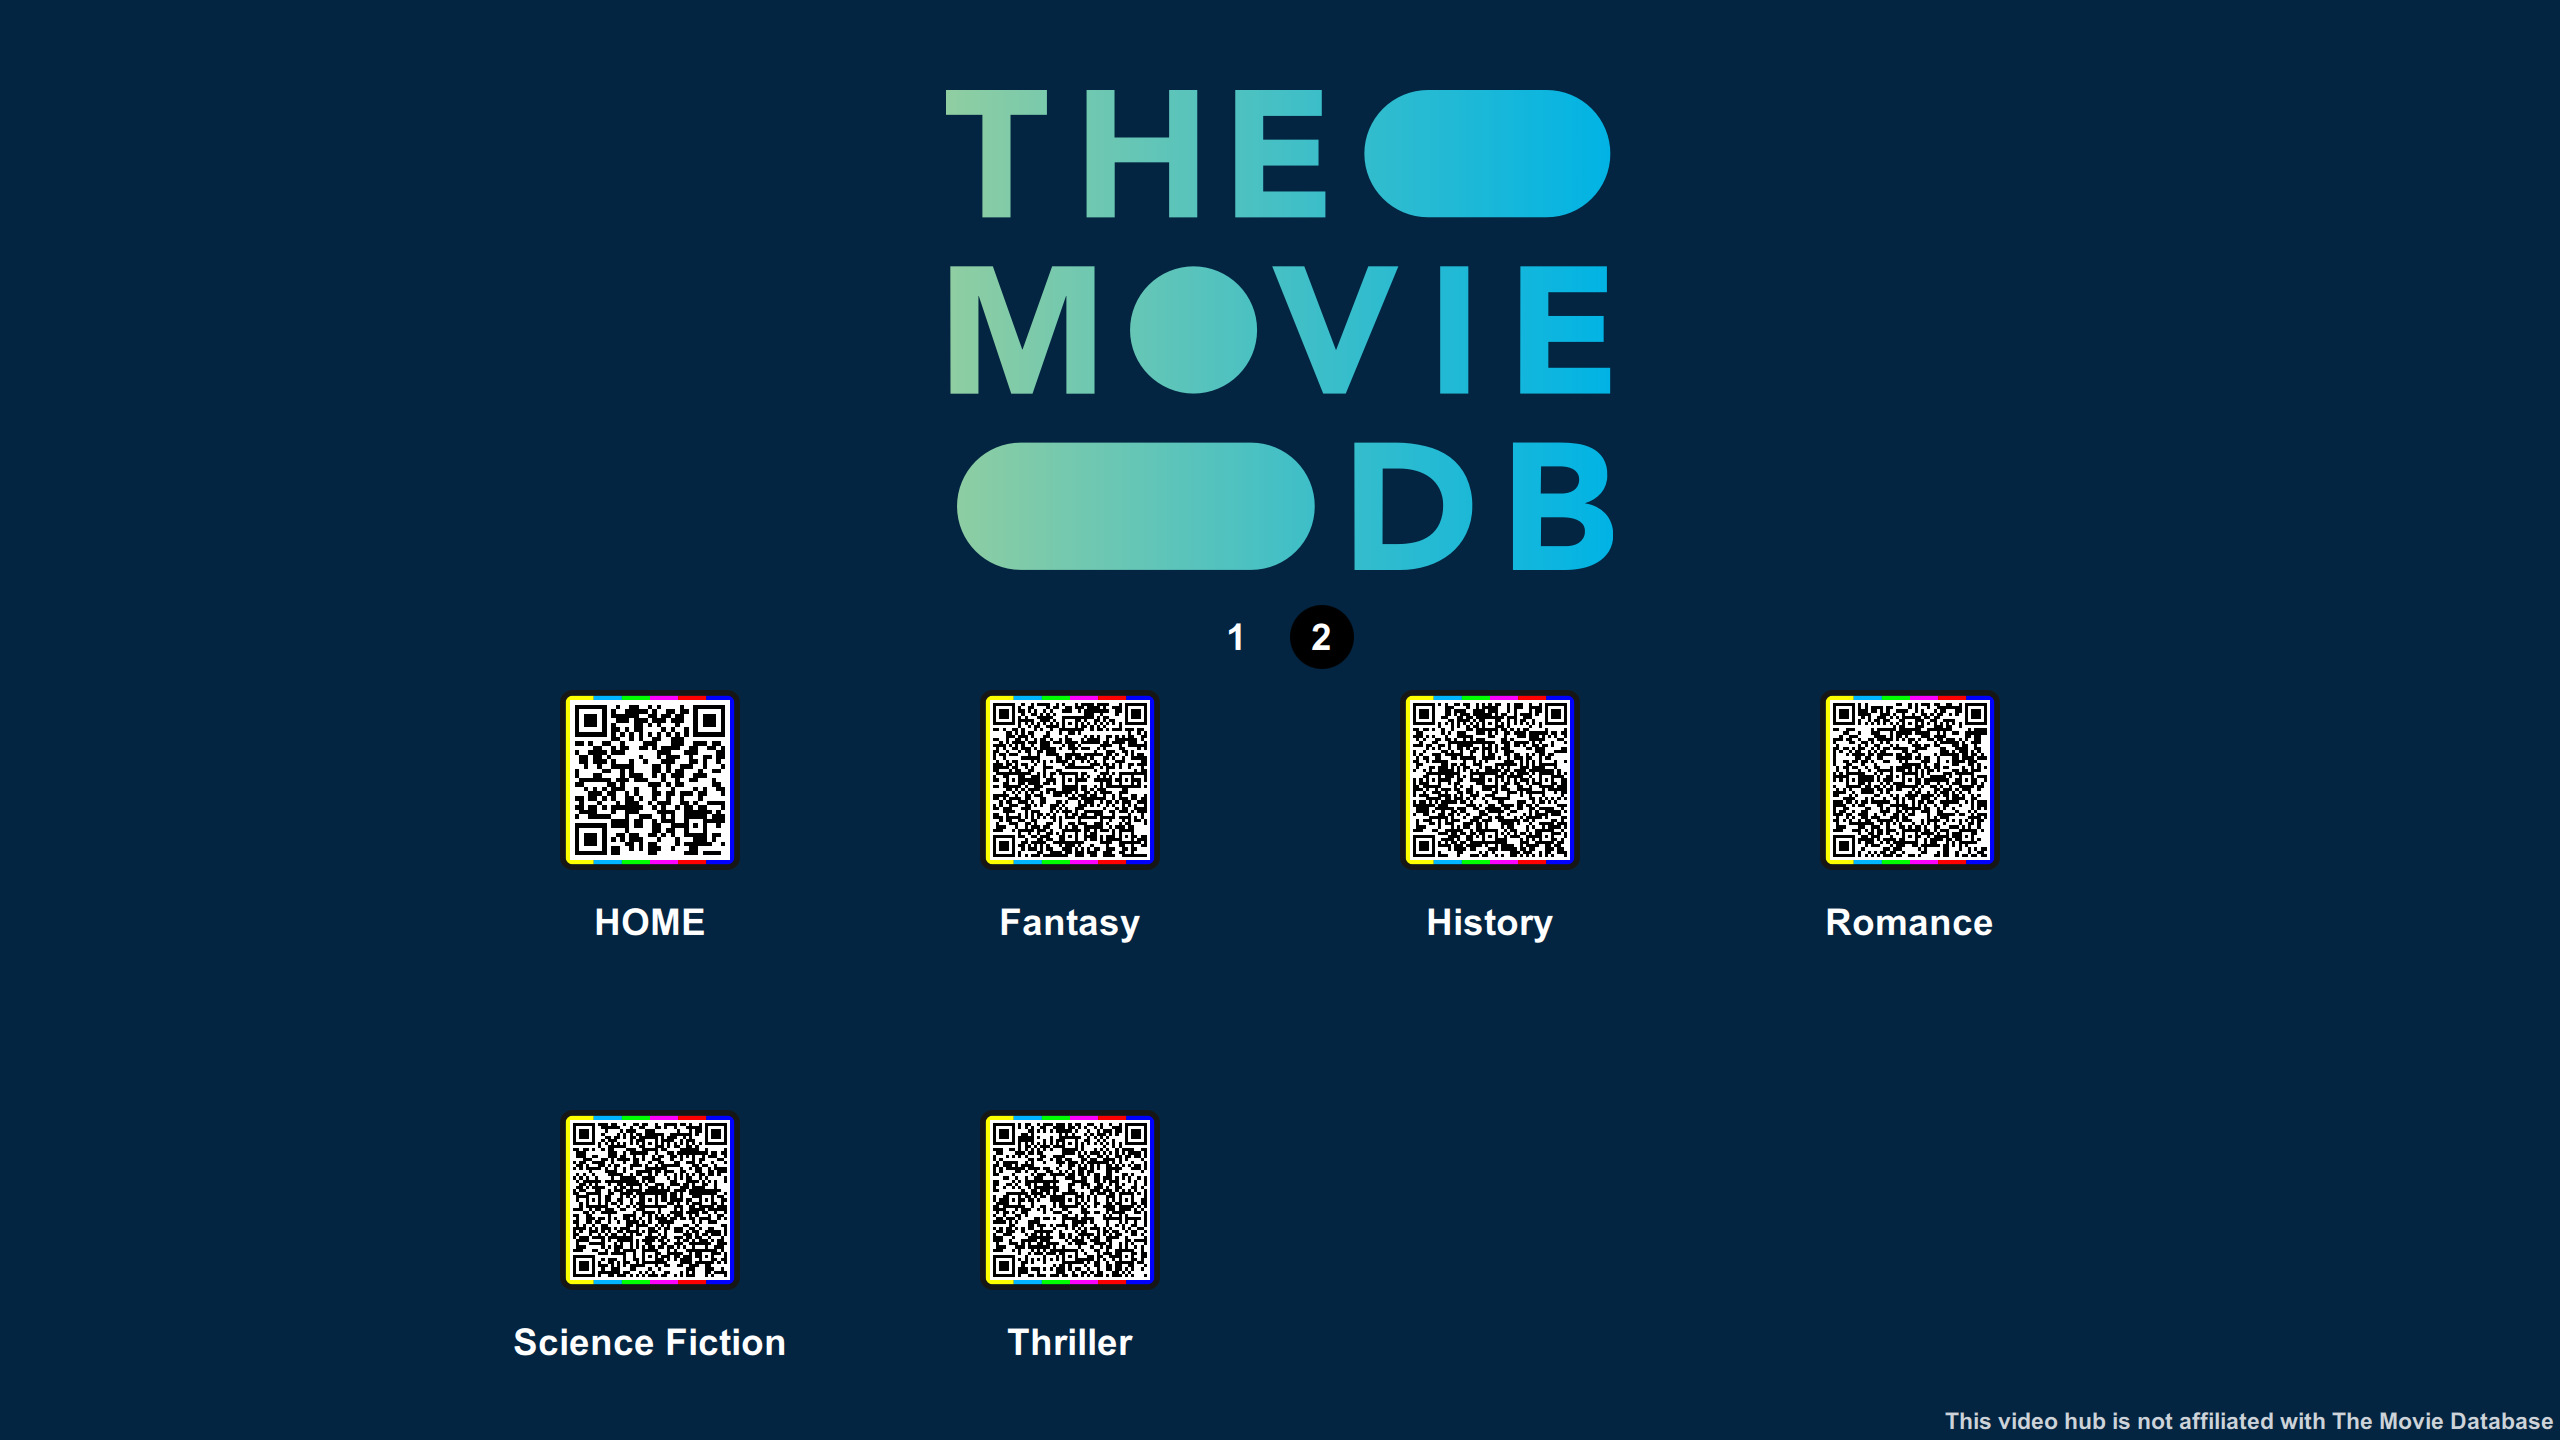 THE
MOVIE
DB
1 2
HOME Fantasy History Romance
Science Fiction Thriller
This video hub is not affiliated with The Movie Database